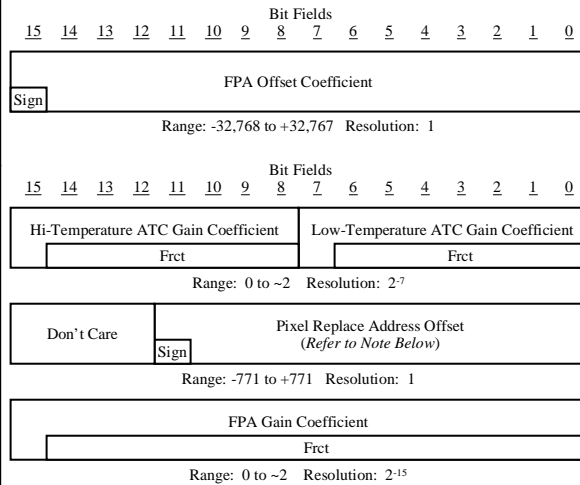 Bit Fields
15 14 13 12 11 10 9 8 7 6 5 4 3 2 1 0
FPA Offset Coefficient
Sign
Range: -32,768 to +32,767 Resolution: 1
Bit Fields
15 14 13 12 11 10 9 8 7 6 5 4 3 2 1 0
Hi-Temperature ATC Gain Coefficient Low-Temperature ATC Gain Coefficient
Frct Frct
Range: 0 to ~2 Resolution: 2⁻⁷
Don't Care Pixel Replace Address Offset
(Refer to Note Below)
Sign
Range: -771 to +771 Resolution: 1
FPA Gain Coefficient
Frct
Range: 0 to ~2 Resolution: 2⁻¹⁵